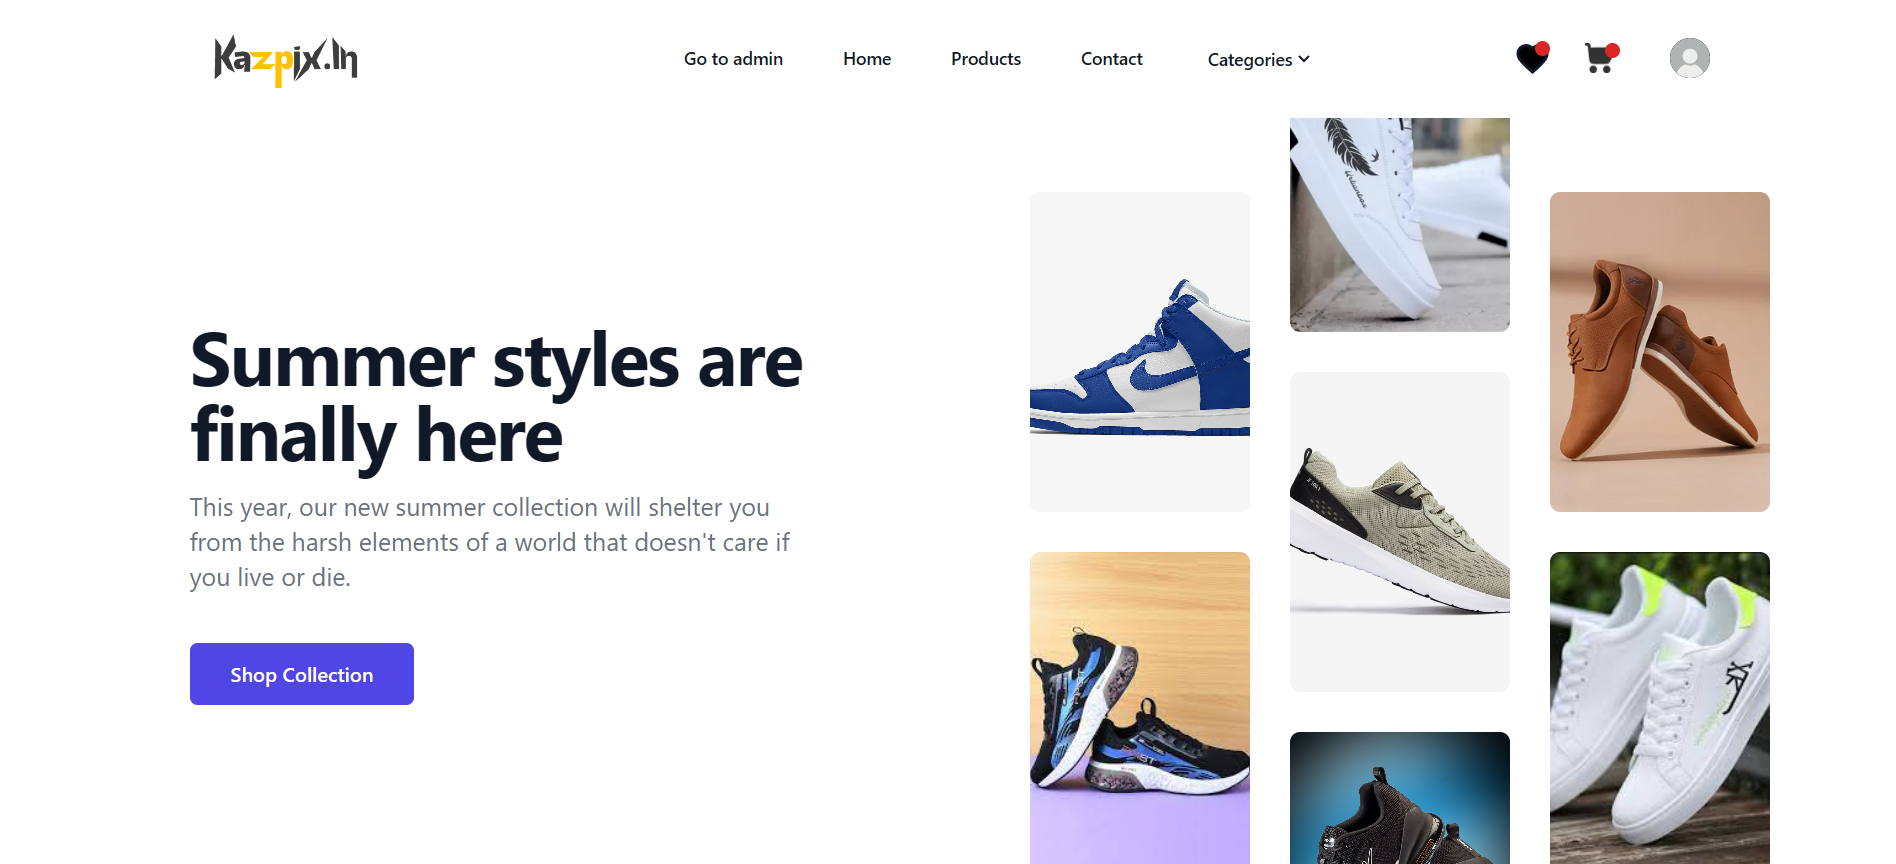 Kazpix.In
Go to admin
Home
Products
Contact
Categories
Summer styles are
finally here
This year, our new summer collection will shelter you
from the harsh elements of a world that doesn't care if
you live or die.
Shop Collection
Urbanbox
XR